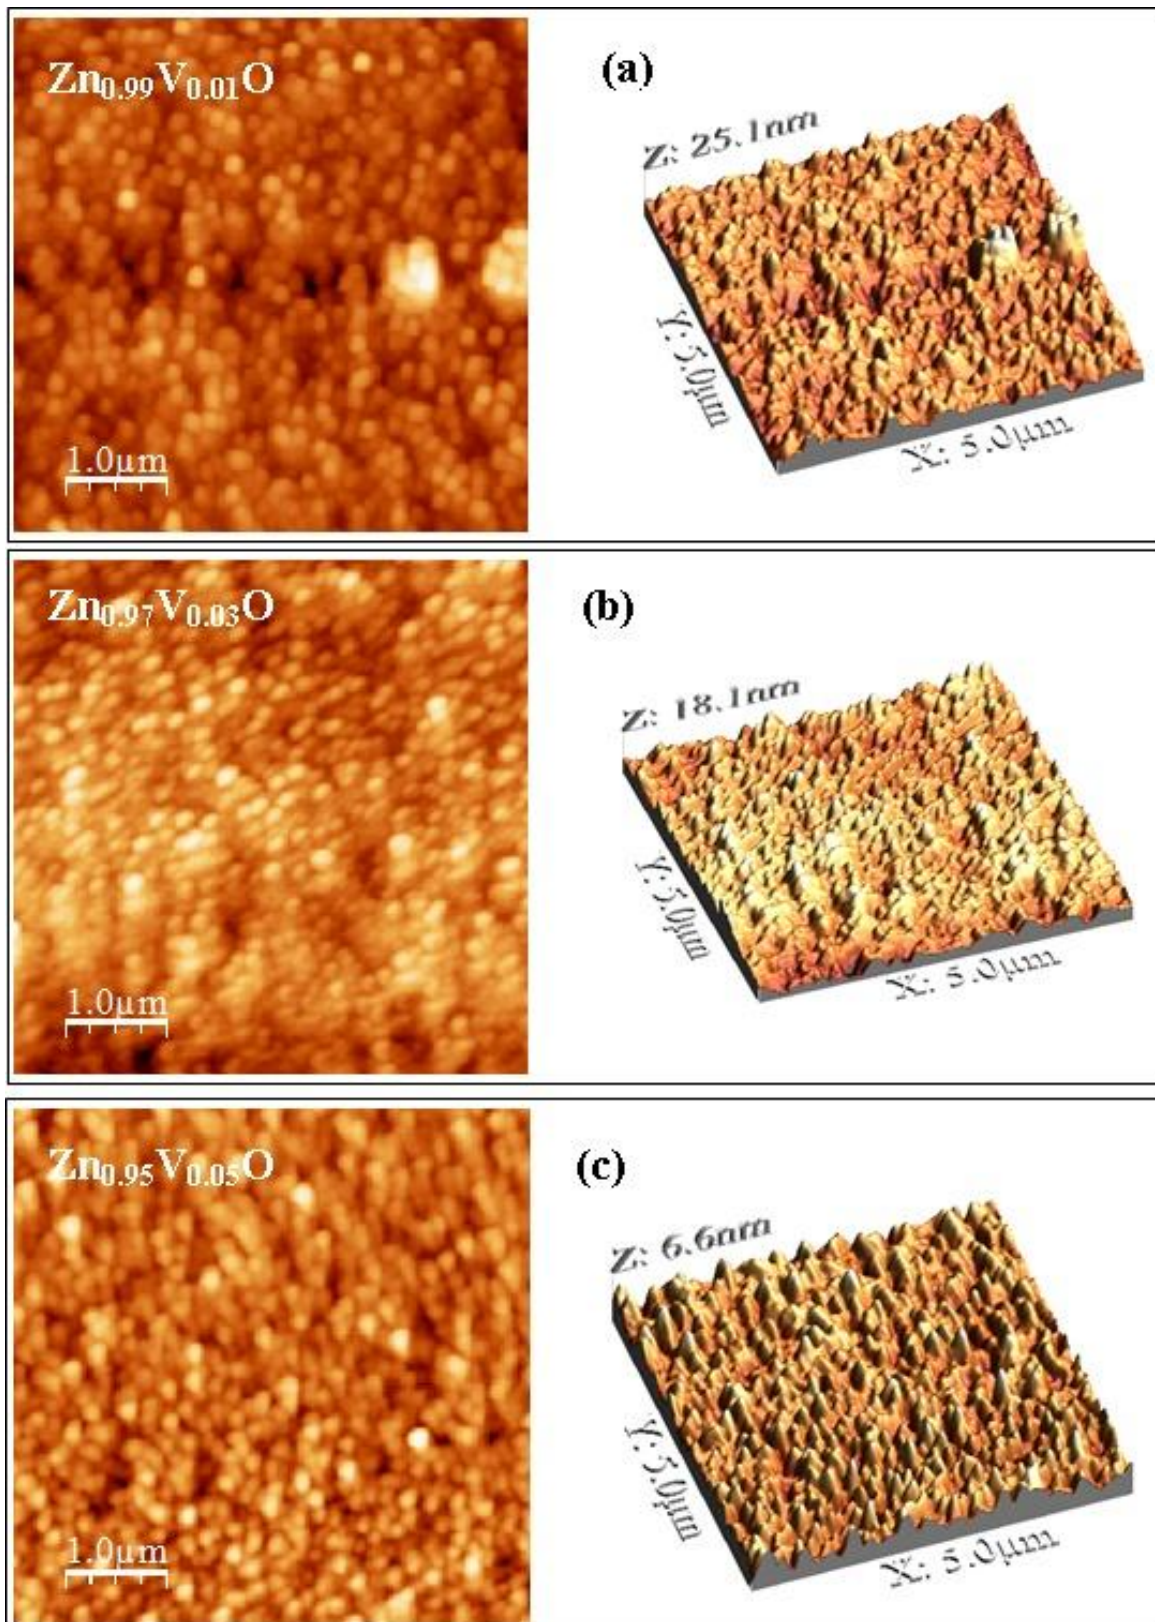 Zn0.99V0.01O
(a)
Z: 25.1nm
Y: 5.0µm
X: 5.0µm
1.0µm
Zn0.97V0.03O
(b)
Z: 18.1nm
Y: 5.0µm
X: 5.0µm
1.0µm
Zn0.95V0.05O
(c)
Z: 6.6nm
Y: 5.0µm
X: 5.0µm
1.0µm